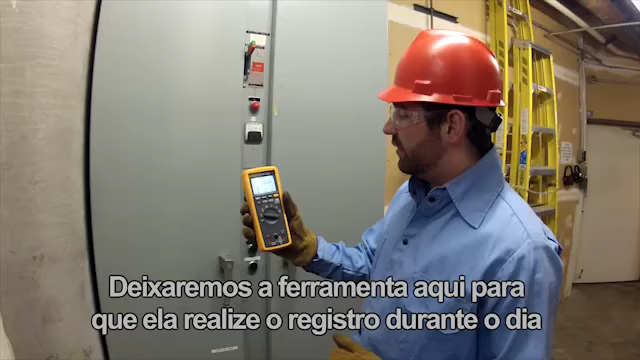 Deixaremos a ferramenta aqui para
que ela realize o registro durante o dia